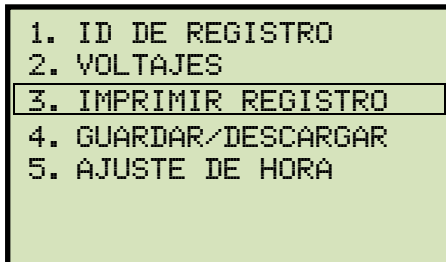 1. ID DE REGISTRO
2. VOLTAJES
3. IMPRIMIR REGISTRO
4. GUARDAR/DESCARGAR
5. AJUSTE DE HORA